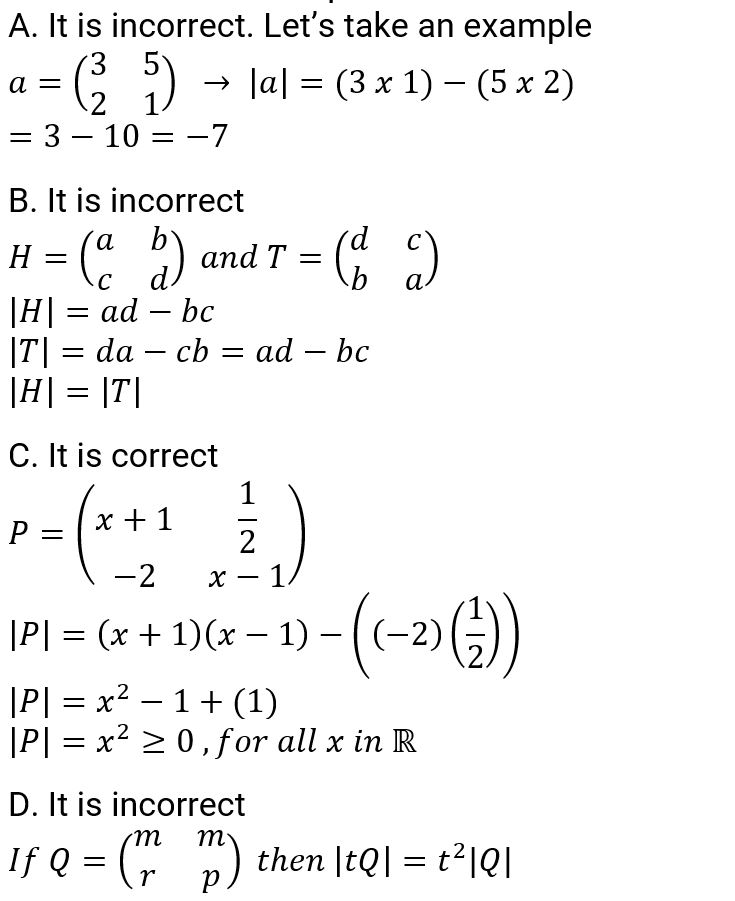 A. It is incorrect. Let's take an example
a = (3 5
2 1) → |a| = (3 x 1) − (5 x 2)
= 3 − 10 = −7
B. It is incorrect
H = (a b
c d) and T = (d c
b a)
|H| = ad − bc
|T| = da − cb = ad − bc
|H| = |T|
C. It is correct
P = (x + 1 1/2
−2 x − 1)
|P| = (x + 1)(x − 1) − ((−2)(1/2))
|P| = x² − 1 + (1)
|P| = x² ≥ 0 , for all x in ℝ
D. It is incorrect
If Q = (m m
r p) then |tQ| = t²|Q|